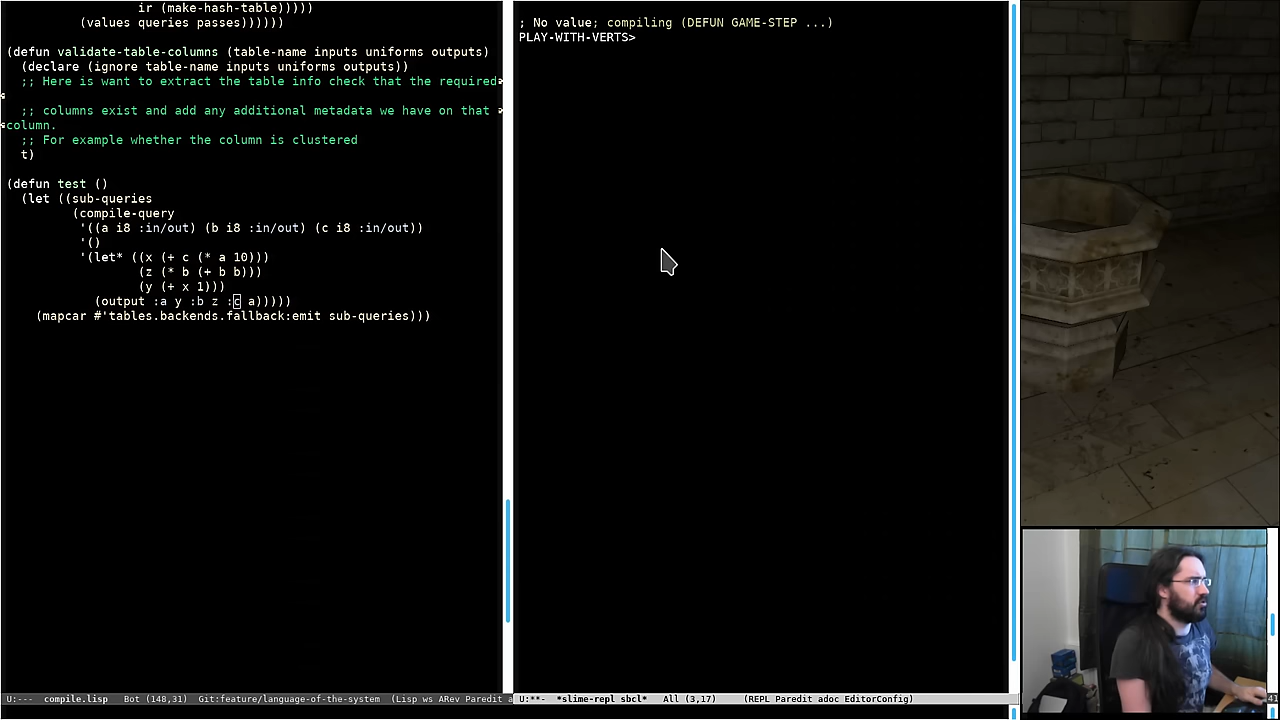 ir (make-hash-table)))))
(values queries passes))))))
(defun validate-table-columns (table-name inputs uniforms outputs)
(declare (ignore table-name inputs uniforms outputs))
;; Here is want to extract the table info check that the required
;; columns exist and add any additional metadata we have on that
column.
;; For example whether the column is clustered
t)
(defun test ()
(let ((sub-queries
(compile-query
'((a i8 :in/out) (b i8 :in/out) (c i8 :in/out))
'()
'(let* ((x (+ c (* a 10)))
(z (* b (+ b b)))
(y (+ x 1)))
(output :a y :b z :c a)))))
(mapcar #'tables.backends.fallback:emit sub-queries)))
U:--- compile.lisp Bot (148,31) Git:feature/language-of-the-system (Lisp ws ARev Paredit a
; No value; compiling (DEFUN GAME-STEP ...)
PLAY-WITH-VERTS>
U:**- *slime-repl sbcl* All (3,17) (REPL Paredit adoc EditorConfig)
41